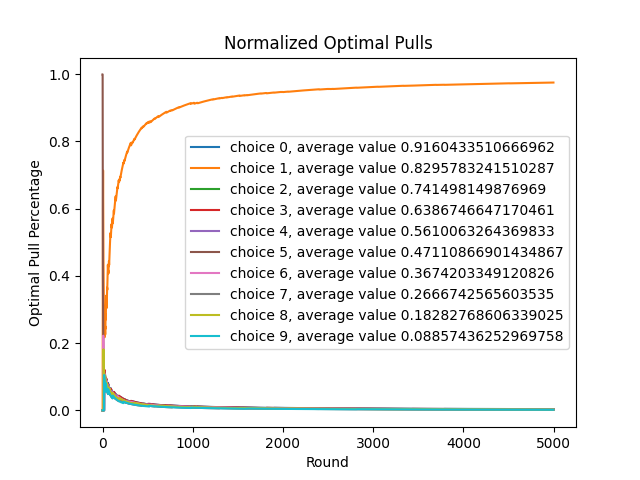 Normalized Optimal Pulls
Optimal Pull Percentage
1.0
0.8
0.6
0.4
0.2
0.0
choice 0, average value 0.9160433510666962
choice 1, average value 0.8295783241510287
choice 2, average value 0.741498149876969
choice 3, average value 0.6386746647170461
choice 4, average value 0.5610063264369833
choice 5, average value 0.47110866901434867
choice 6, average value 0.3674203349120826
choice 7, average value 0.2666742565603535
choice 8, average value 0.18282768606339025
choice 9, average value 0.08857436252969758
0 1000 2000 3000 4000 5000
Round